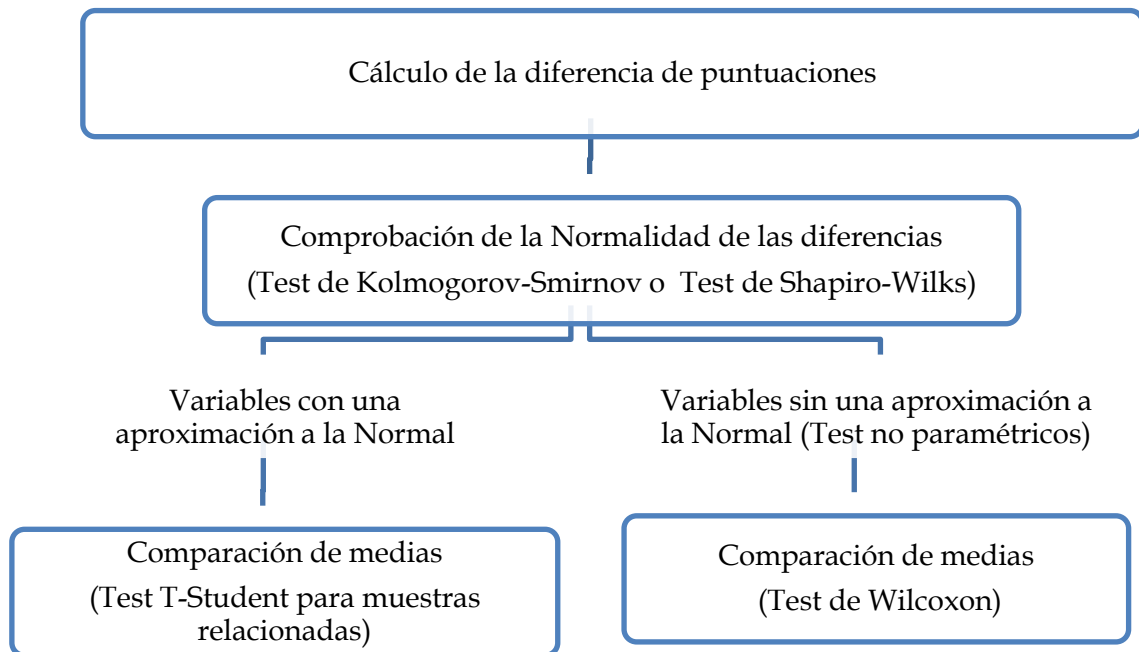 Cálculo de la diferencia de puntuaciones
Comprobación de la Normalidad de las diferencias
(Test de Kolmogorov-Smirnov o Test de Shapiro-Wilks)
Variables con una
aproximación a la Normal
Variables sin una aproximación a
la Normal (Test no paramétricos)
Comparación de medias
(Test T-Student para muestras
relacionadas)
Comparación de medias
(Test de Wilcoxon)